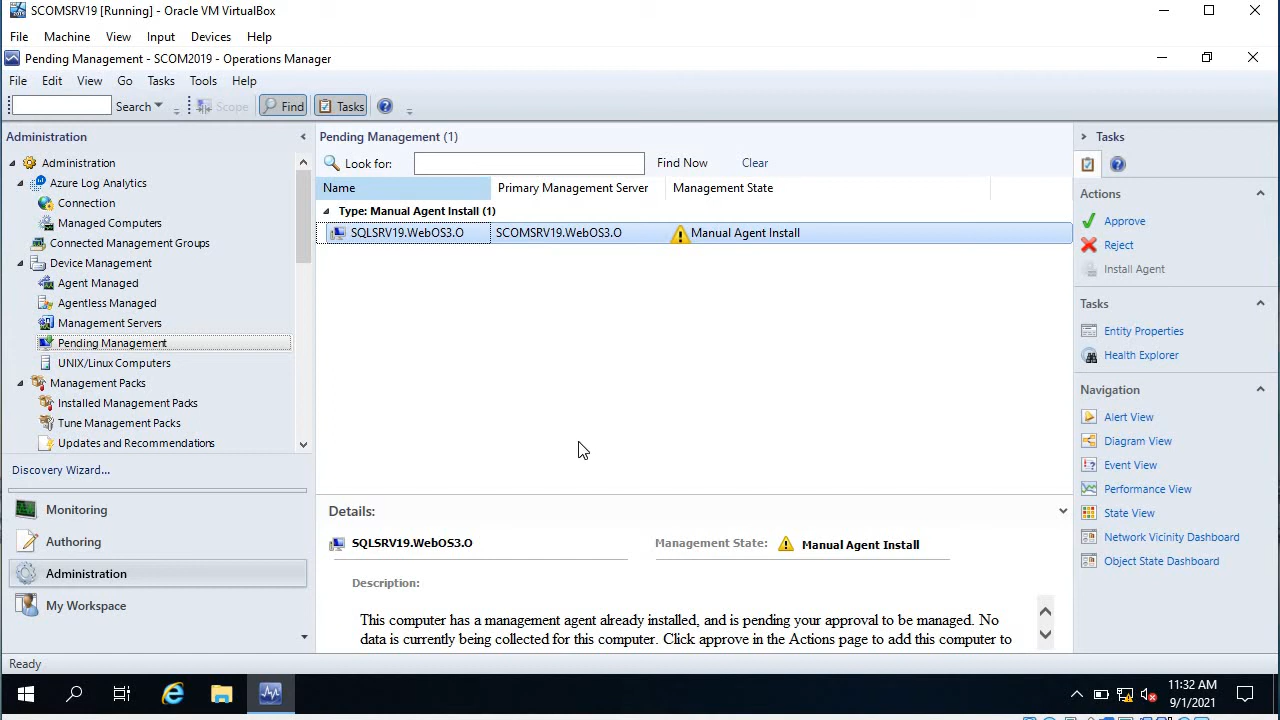 SCOMSRV19 [Running] - Oracle VM VirtualBox
File Machine View Input Devices Help
Pending Management - SCOM2019 - Operations Manager
File Edit View Go Tasks Tools Help
Search Scope Find Tasks
Administration
Administration
Azure Log Analytics
Connection
Managed Computers
Connected Management Groups
Device Management
Agent Managed
Agentless Managed
Management Servers
Pending Management
UNIX/Linux Computers
Management Packs
Installed Management Packs
Tune Management Packs
Updates and Recommendations
Discovery Wizard...
Monitoring
Authoring
Administration
My Workspace
Pending Management (1)
Look for: Find Now Clear
Name Primary Management Server Management State
Type: Manual Agent Install (1)
SQLSRV19.WebOS3.O SCOMSRV19.WebOS3.O Manual Agent Install
Details:
SQLSRV19.WebOS3.O Management State: Manual Agent Install
Description:
This computer has a management agent already installed, and is pending your approval to be managed. No
data is currently being collected for this computer. Click approve in the Actions page to add this computer to
Tasks
Actions
Approve
Reject
Install Agent
Tasks
Entity Properties
Health Explorer
Navigation
Alert View
Diagram View
Event View
Performance View
State View
Network Vicinity Dashboard
Object State Dashboard
Ready
11:32 AM
9/1/2021